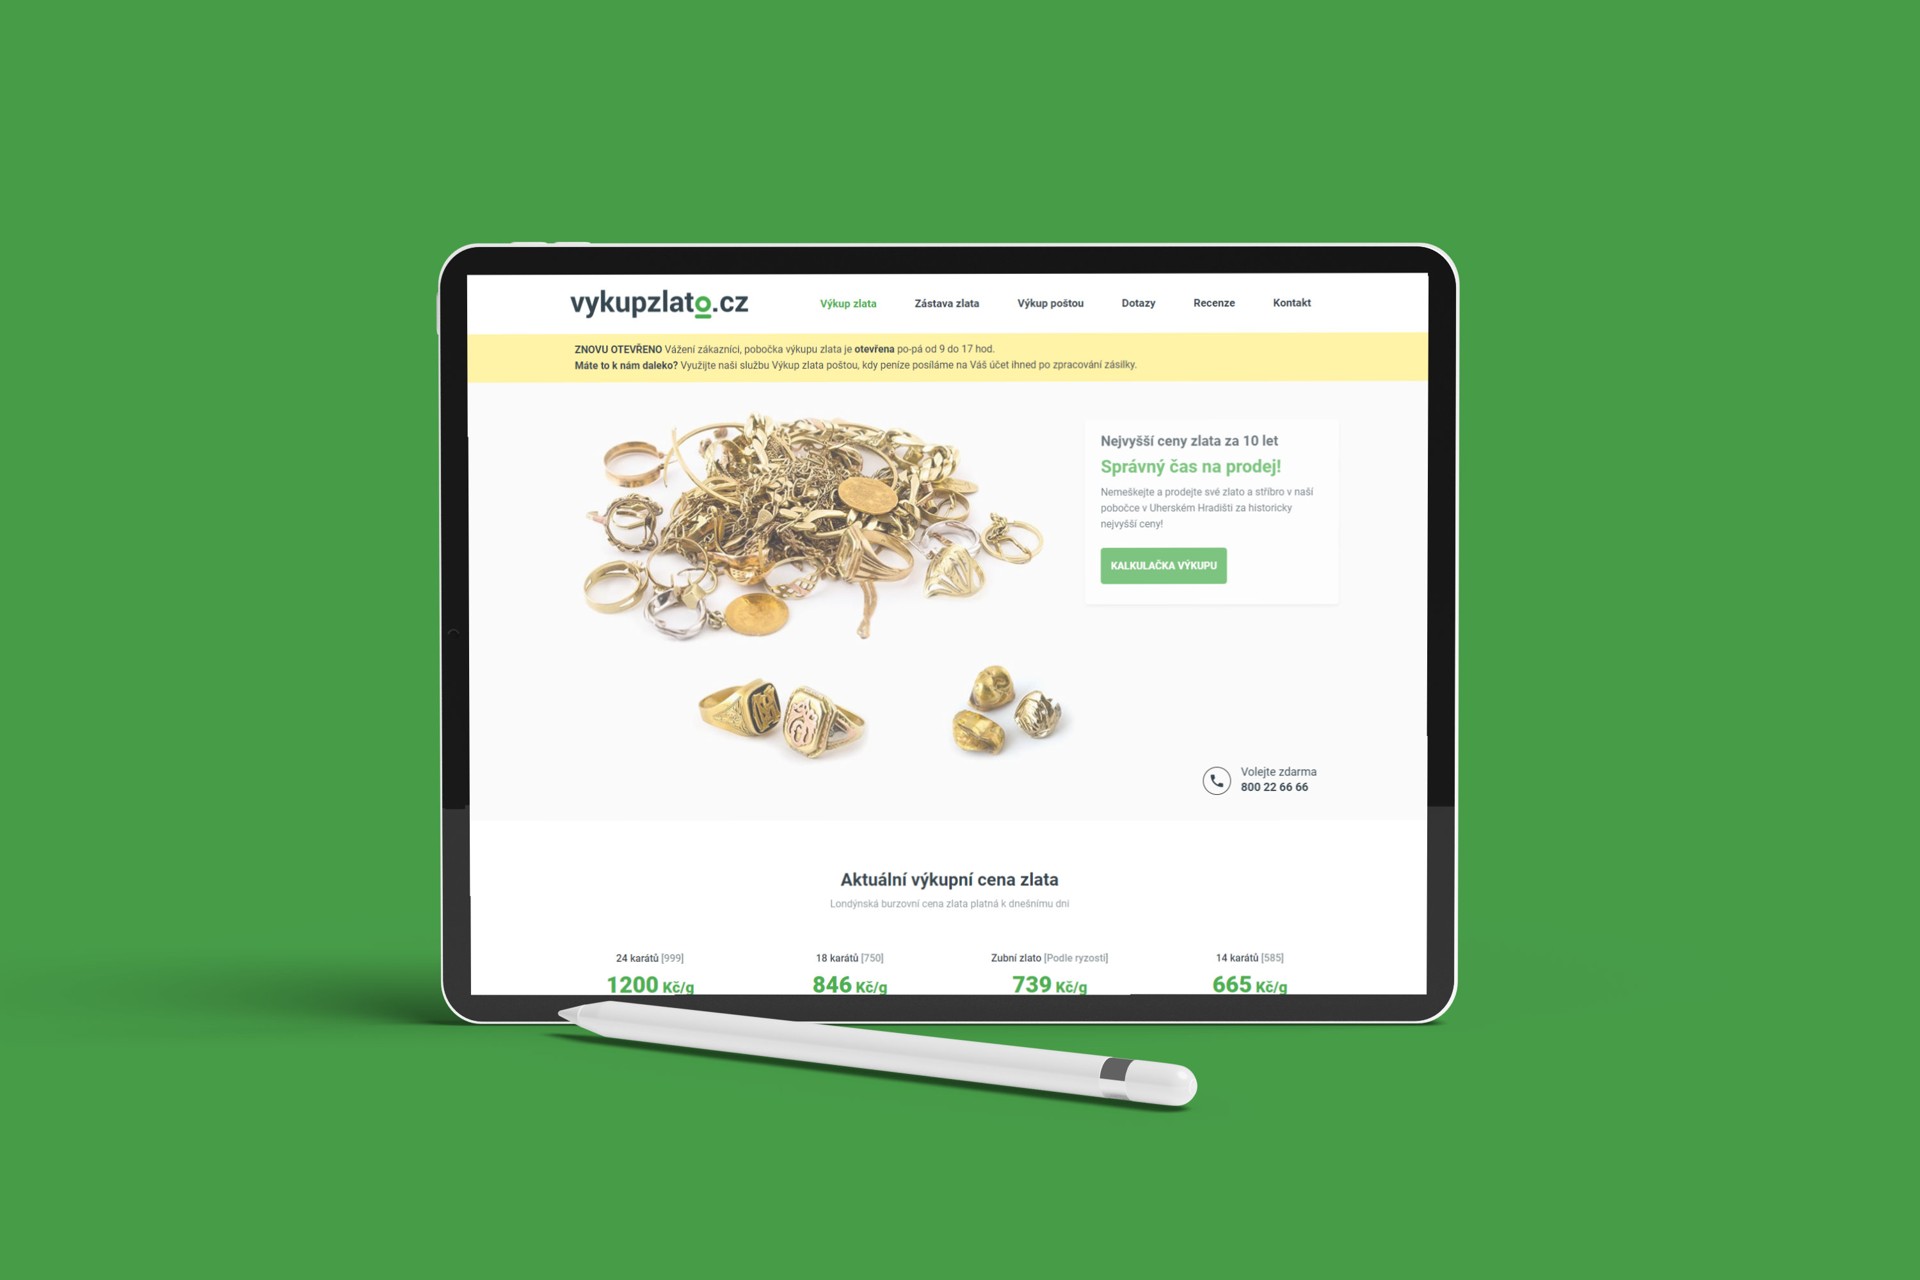 vykupzlato.cz
Výkup zlata Zástava zlata Výkup poštou Dotazy Recenze Kontakt
ZNOVU OTEVŘENO Vážení zákazníci, pobočka výkupu zlata je otevřena po-pá od 9 do 17 hod.
Máte to k nám daleko? Využijte naši službu Výkup zlata poštou, kdy peníze posíláme na Váš účet ihned po zpracování zásilky.
Nejvyšší ceny zlata za 10 let
Správný čas na prodej!
Nemeškejte a prodejte své zlato a stříbro v naší
pobočce v Uherském Hradišti za historicky
nejvyšší ceny!
KALKULAČKA VÝKUPU
Volejte zdarma
800 22 66 66
Aktuální výkupní cena zlata
Londýnská burzovní cena zlata platná k dnešnímu dni
24 karátů [999] 18 karátů [750] Zubní zlato [Podle ryzosti] 14 karátů [585]
1200 Kč/g 846 Kč/g 739 Kč/g 665 Kč/g